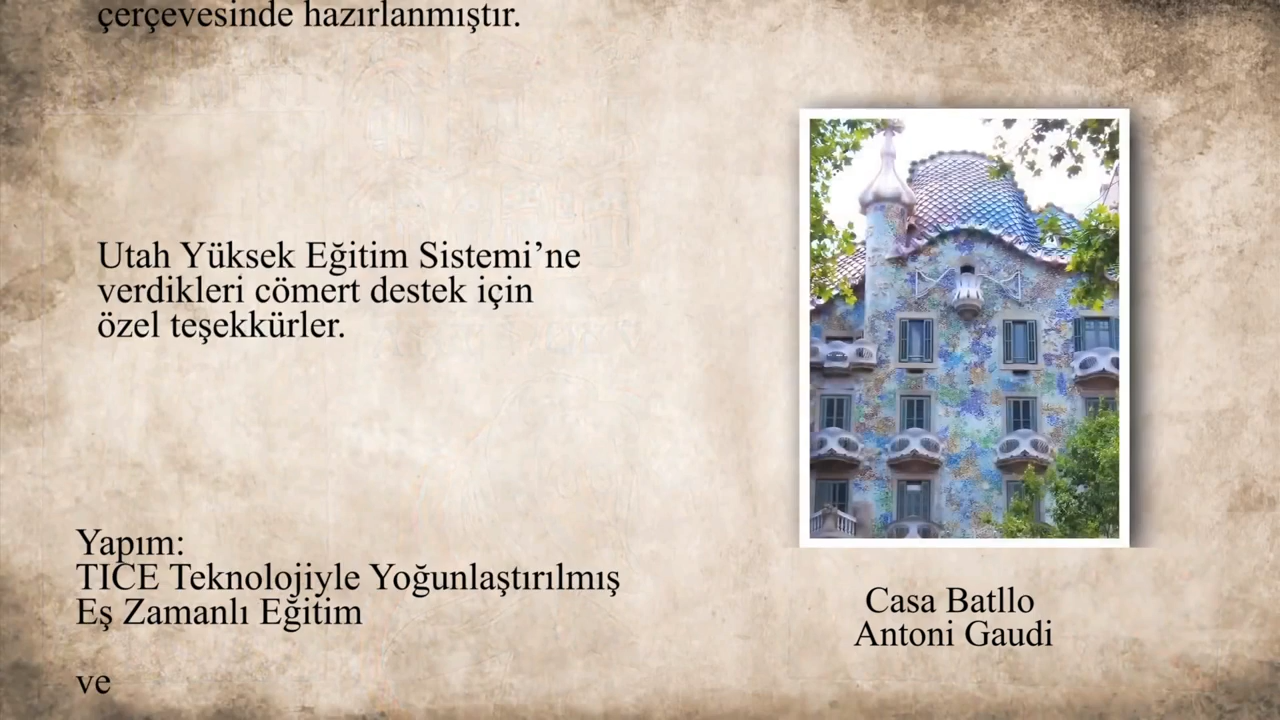 çerçevesinde hazırlanmıştır.
Utah Yüksek Eğitim Sistemi’ne
verdikleri cömert destek için
özel teşekkürler.
Yapım:
TICE Teknolojiyle Yoğunlaştırılmış
Eş Zamanlı Eğitim
ve
Casa Batllo
Antoni Gaudi